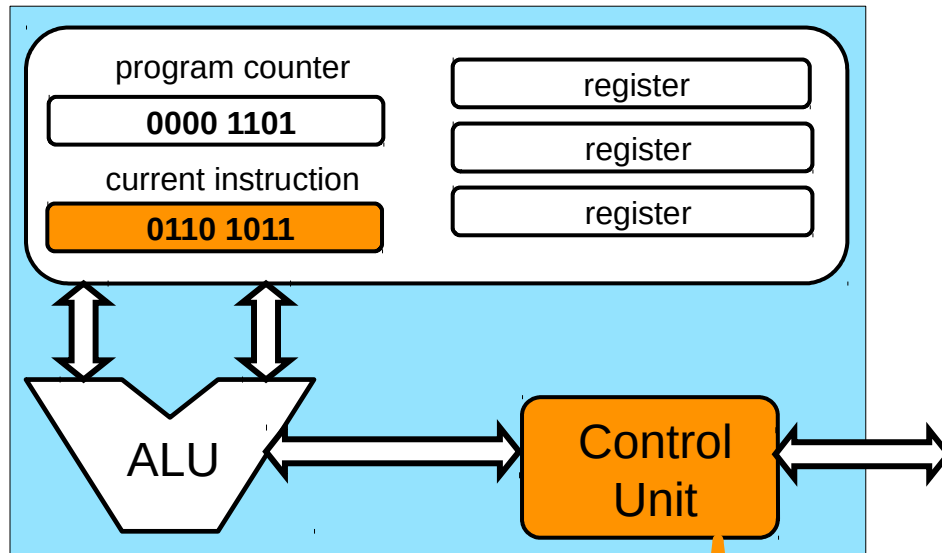 program counter
0000 1101
current instruction
0110 1011
register
register
register
ALU
Control
Unit